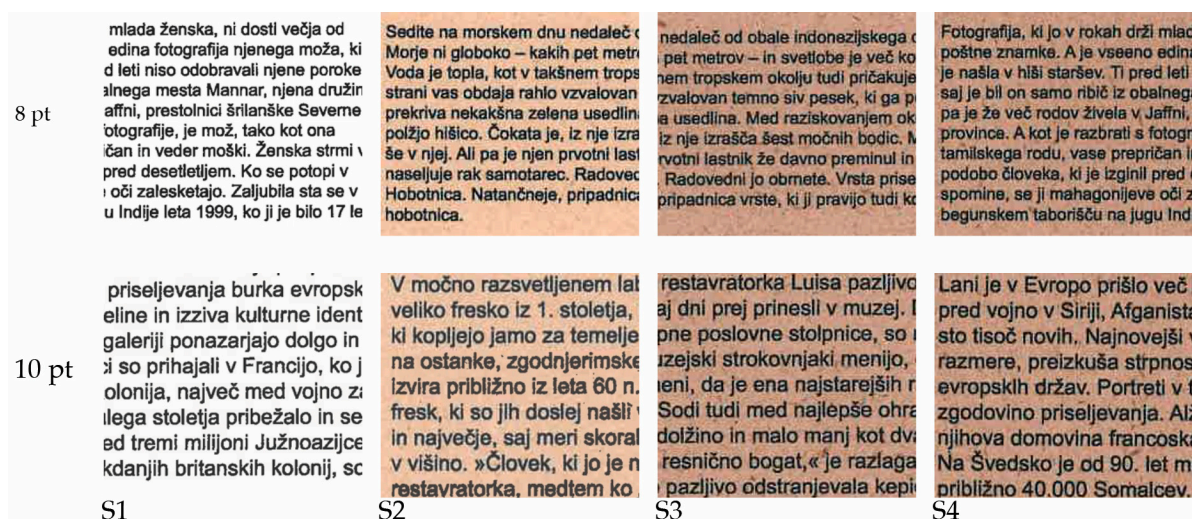 8 pt
mlada ženska, ni dosti večja od
edina fotografija njenega moža, ki
d leti niso odobravali njene poroke
alnega mesta Mannar, njena družin
affni, prestolnici šrilanške Severne
fotografije, je mož, tako kot ona
čan in veder moški. Ženska strmi v
pred desetletjem. Ko se potopi v
oči zalesketajo. Zaljubila sta se v
u Indije leta 1999, ko ji je bilo 17 le
Sedite na morskem dnu nedaleč
Morje ni globoko – kakih pet metro
Voda je topla, kot v takšnem trops
strani vas obdaja rahlo vzvalovan
prekriva nekakšna zelena usedlina
polžjo hišico. Čokata je, iz nje izra
še v njej. Ali pa je njen prvotni last
naseljuje rak samotarec. Radoved
Hobotnica. Natančneje, pripadnica
hobotnica.
nedaleč od obale indonezijskega
pet metrov – in svetlobe je več ko
nem tropskem okolju tudi pričakuje
zvalovan temno siv pesek, ki ga p
a usedlina. Med raziskovanjem ok
iz nje izrašča šest močnih bodic. M
rvotni lastnik že davno preminul in
Radovedni jo obrnete. Vrsta prise
pripadnica vrste, ki ji pravijo tudi ko
Fotografija, ki jo v rokah drži mlad
poštne znamke. A je vseeno edina
je našla v hiši staršev. Ti pred leti
saj je bil on samo ribič iz obalnega
pa je že več rodov živela v Jaffni,
province. A kot je razbrati s fotogr
tamilskega rodu, vase prepričan i
podobo človeka, ki je izginil pred
spomine, se ji mahagonijeve oči z
begunskem taborišču na jugu Ind
10 pt
priseljevanja burka evropsk
eline in izziva kulturne ident
galeriji ponazarjajo dolgo in
ci so prihajali v Francijo, ko j
olonija, največ med vojno za
lega stoletja pribežalo in se
ed tremi milijoni Južnoazijce
kdanjih britanskih kolonij, so
V močno razsvetljenem lab
veliko fresko iz 1. stoletja,
ki kopljejo jamo za temelje
na ostanke, zgodnjerimske
izvira približno iz leta 60 n.
fresk, ki so jih doslej našli v
in največje, saj meri skoraj
v višino. »Človek, ki jo je n
restavratorka, medtem ko
restavratorka Luisa pazljivo
aj dni prej prinesli v muzej.
pne poslovne stolpnice, so
uzejski strokovnjaki menijo,
eni, da je ena najstarejših r
Sodi tudi med najlepše ohra
dolžino in malo manj kot dva
resnično bogat,« je razlaga
pazljivo odstranjevala kepi
Lani je v Evropo prišlo več
pred vojno v Siriji, Afganista
sto tisoč novih. Najnovejši v
razmere, preizkuša strpnos
evropskih držav. Portreti v
zgodovino priseljevanja. Alž
njihova domovina francoska
Na Švedsko je od 90. let m
približno 40.000 Somalcev.
S1
S2
S3
S4